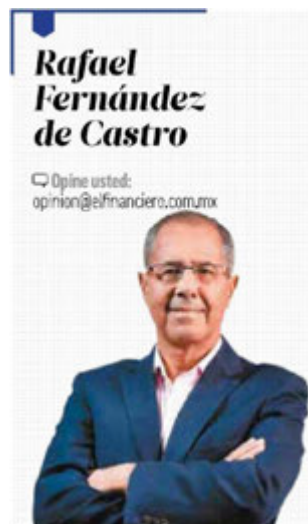 Rafael
Fernández
de Castro
Opine usted:
opinion@elfinanciero.com.mx